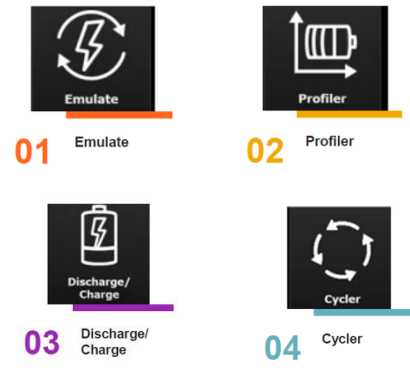 Emulate
01 Emulate
Profiler
02 Profiler
Discharge/
Charge
03 Discharge/
Charge
Cycler
04 Cycler